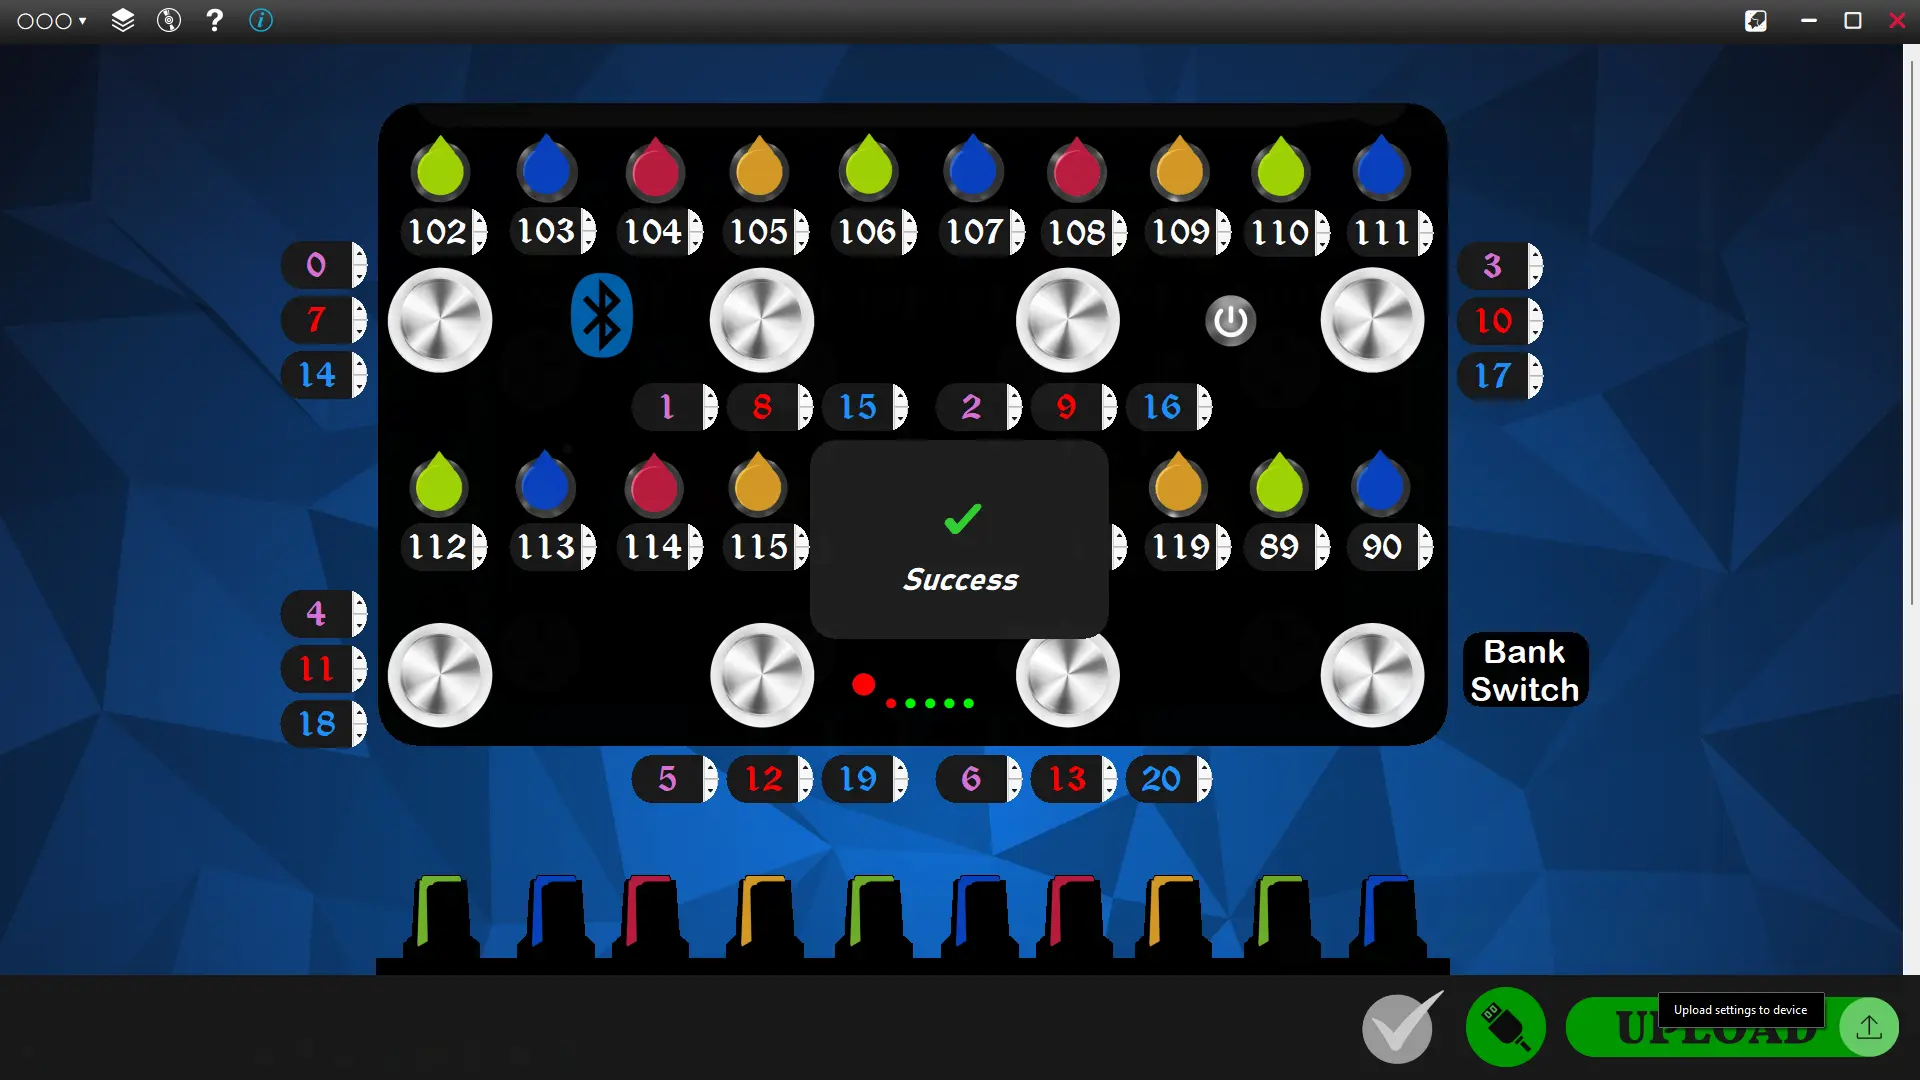 102 103 104 105 106 107 108 109 110 111
0 3
7 10
14 17
1 8 15 2 9 16
112 113 114 115 119 89 90
Success
4
11
18
Bank
Switch
5 12 19 6 13 20
Upload settings to device
UPLOAD